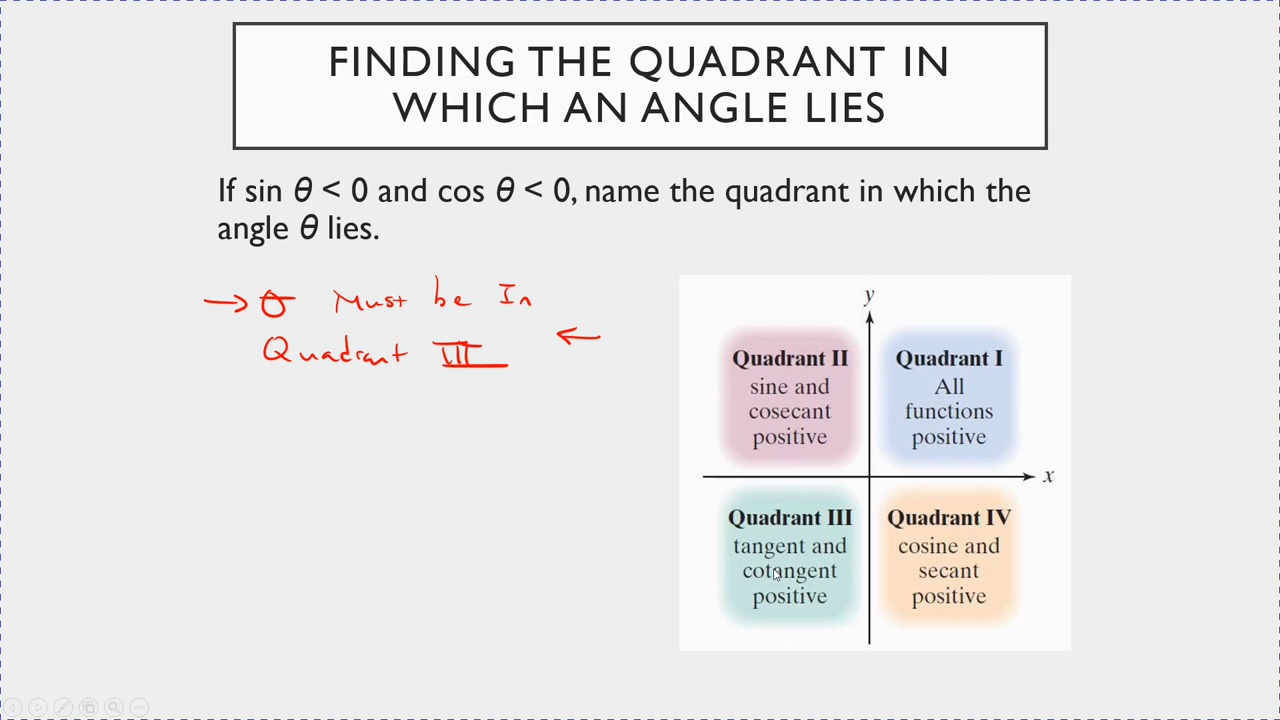 FINDING THE QUADRANT IN
WHICH AN ANGLE LIES
If sin θ < 0 and cos θ < 0, name the quadrant in which the
angle θ lies.
→ θ Must be In
Quadrant III ←
y
Quadrant II
sine and
cosecant
positive
Quadrant I
All
functions
positive
x
Quadrant III
tangent and
cotangent
positive
Quadrant IV
cosine and
secant
positive